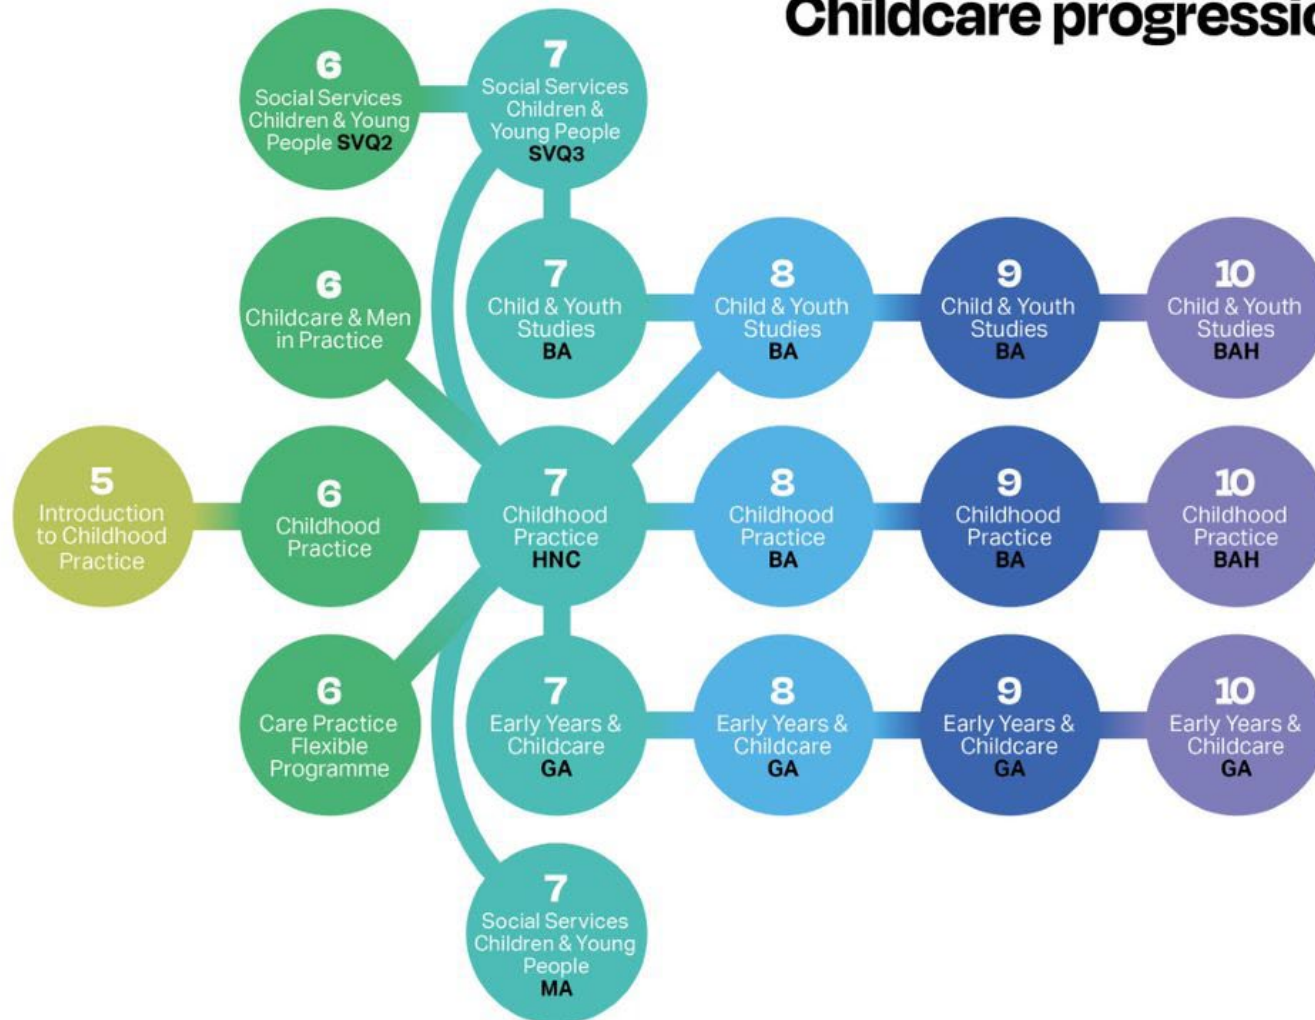 Childcare progressio
6
Social Services
Children & Young
People SVQ2
7
Social Services
Children &
Young People
SVQ3
6
Childcare & Men
in Practice
7
Child & Youth
Studies
BA
8
Child & Youth
Studies
BA
9
Child & Youth
Studies
BA
10
Child & Youth
Studies
BAH
5
Introduction
to Childhood
Practice
6
Childhood
Practice
7
Childhood
Practice
HNC
8
Childhood
Practice
BA
9
Childhood
Practice
BA
10
Childhood
Practice
BAH
6
Care Practice
Flexible
Programme
7
Early Years &
Childcare
GA
8
Early Years &
Childcare
GA
9
Early Years &
Childcare
GA
10
Early Years &
Childcare
GA
7
Social Services
Children & Young
People
MA